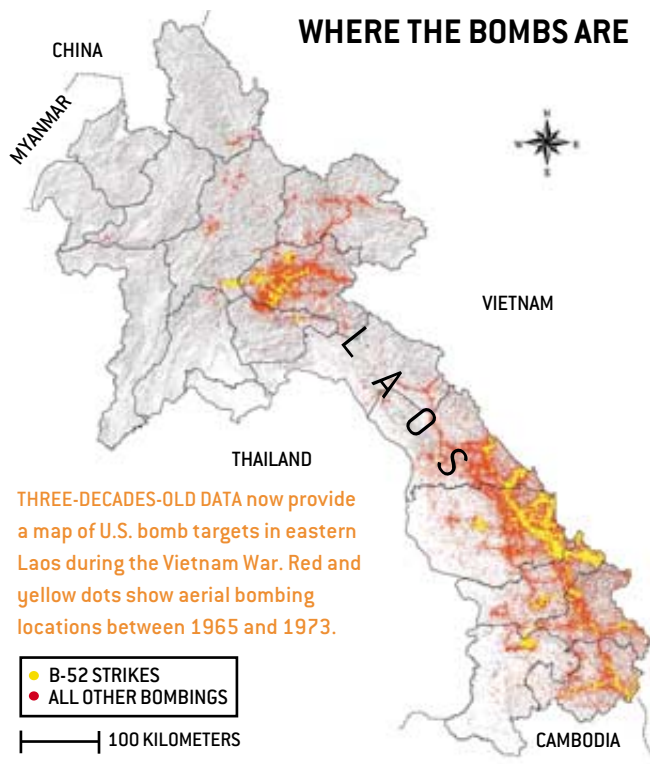 WHERE THE BOMBS ARE
CHINA
MYANMAR
N
W E
S
VIETNAM
LAOS
THAILAND
THREE-DECADES-OLD DATA now provide
a map of U.S. bomb targets in eastern
Laos during the Vietnam War. Red and
yellow dots show aerial bombing
locations between 1965 and 1973.
B-52 STRIKES
ALL OTHER BOMBINGS
100 KILOMETERS
CAMBODIA